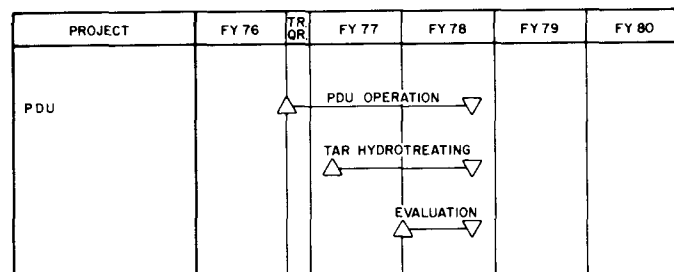 PROJECT FY 76 TR. QR. FY 77 FY 78 FY 79 FY 80
PDU PDU OPERATION
TAR HYDROTREATING
EVALUATION